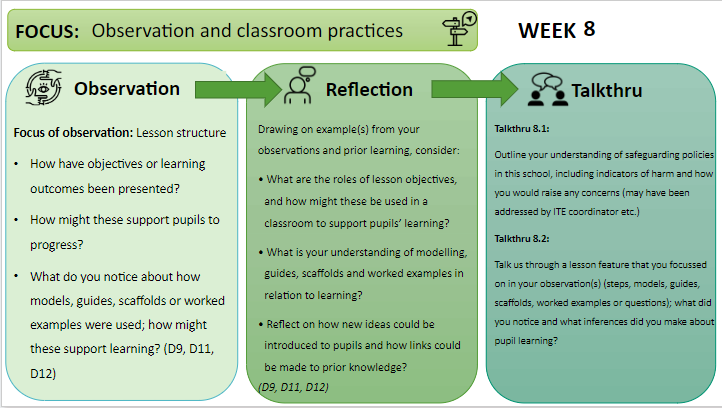 FOCUS: Observation and classroom practices
WEEK 8
Observation
Focus of observation: Lesson structure
• How have objectives or learning
outcomes been presented?
• How might these support pupils to
progress?
• What do you notice about how
models, guides, scaffolds or worked
examples were used; how might
these support learning? (D9, D11,
D12)
Reflection
Drawing on example(s) from your
observations and prior learning, consider:
• What are the roles of lesson objectives,
and how might these be used in a
classroom to support pupils' learning?
• What is your understanding of modelling,
guides, scaffolds and worked examples in
relation to learning?
• Reflect on how new ideas could be
introduced to pupils and how links could
be made to prior knowledge?
(D9, D11, D12)
Talkthru
Talkthru 8.1:
Outline your understanding of safeguarding policies
in this school, including indicators of harm and how
you would raise any concerns (may have been
addressed by ITE coordinator etc.)
Talkthru 8.2:
Talk us through a lesson feature that you focussed
on in your observation(s) (steps, models, guides,
scaffolds, worked examples or questions); what did
you notice and what inferences did you make about
pupil learning?